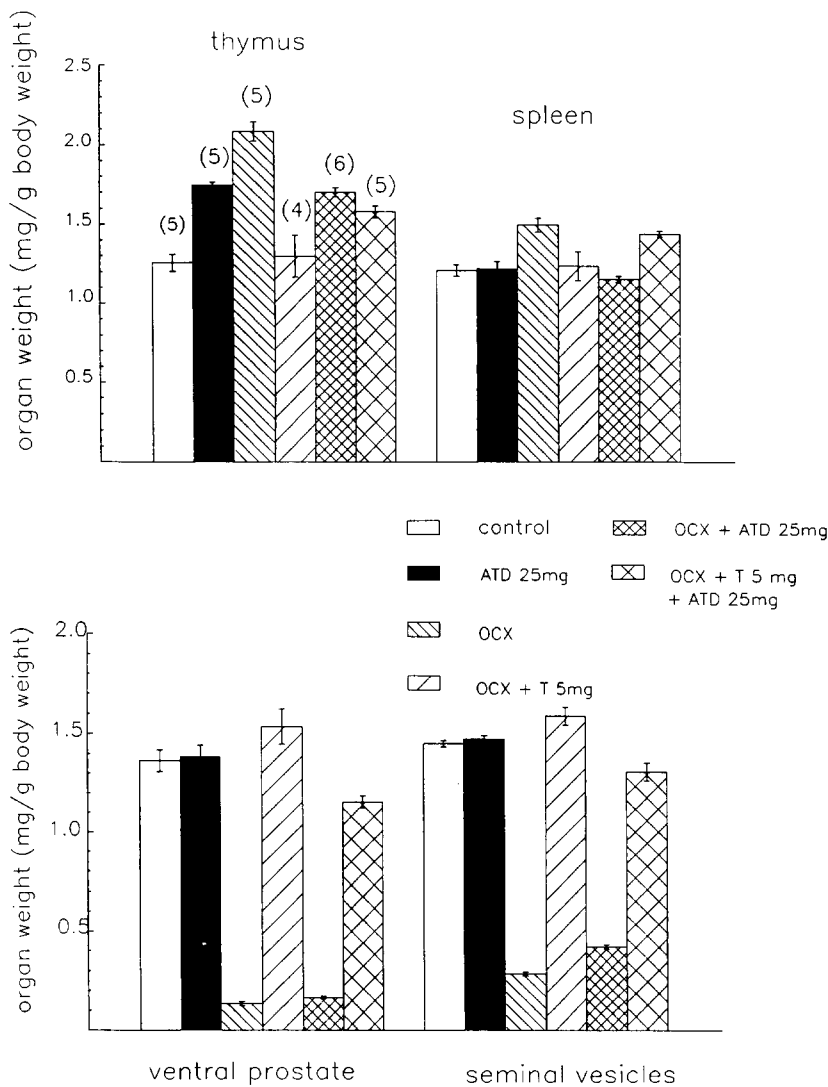 thymus
spleen
organ weight (mg/g body weight)
2.5
2.0
1.5
1.0
0.5
(5)
(5)
(5)
(4)
(6)
(5)
control
ATD 25mg
OCX
OCX + T 5mg
OCX + ATD 25mg
OCX + T 5 mg
+ ATD 25mg
organ weight (mg/g body weight)
2.0
1.5
1.0
0.5
ventral prostate
seminal vesicles